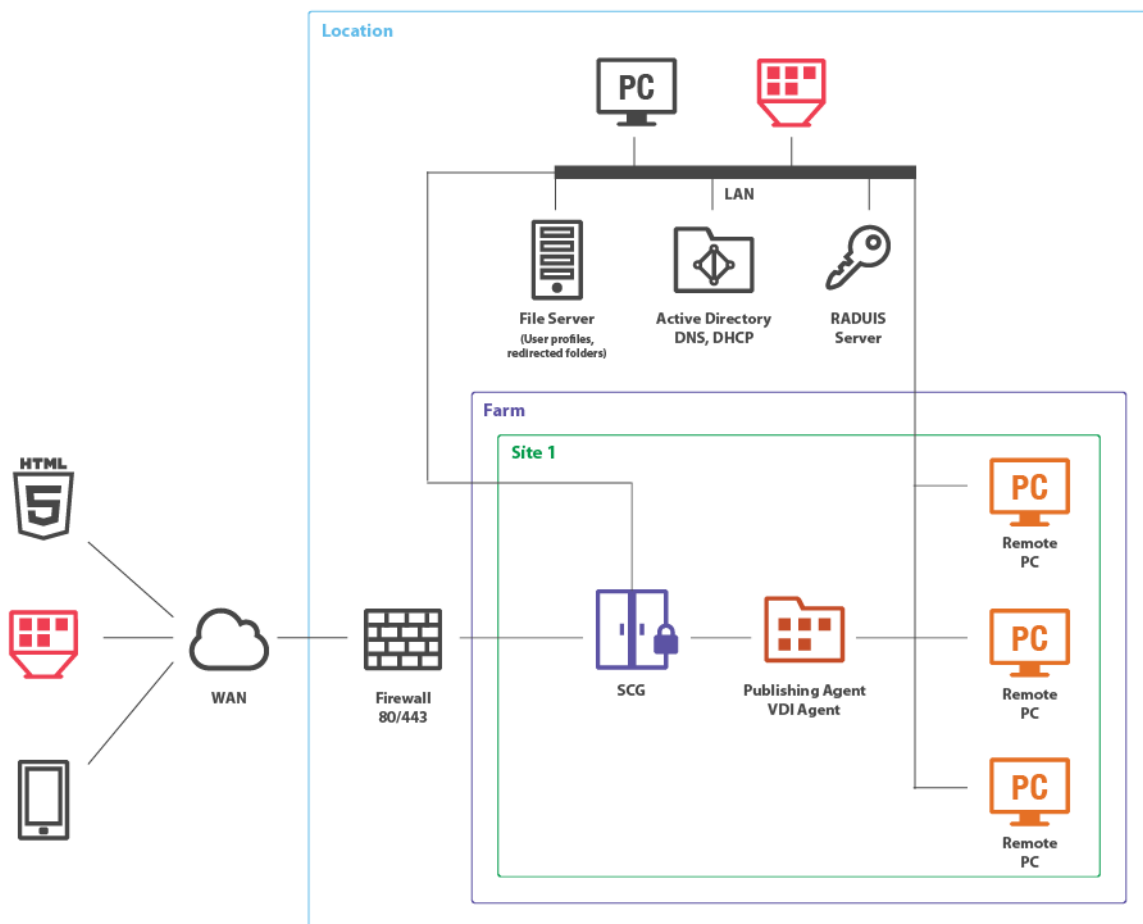 Location
PC
LAN
File Server
(User profiles,
redirected folders)
Active Directory
DNS, DHCP
RADUIS
Server
Farm
Site 1
HTML
5
WAN
Firewall
80/443
SCG
Publishing Agent
VDI Agent
PC
Remote
PC
PC
Remote
PC
PC
Remote
PC